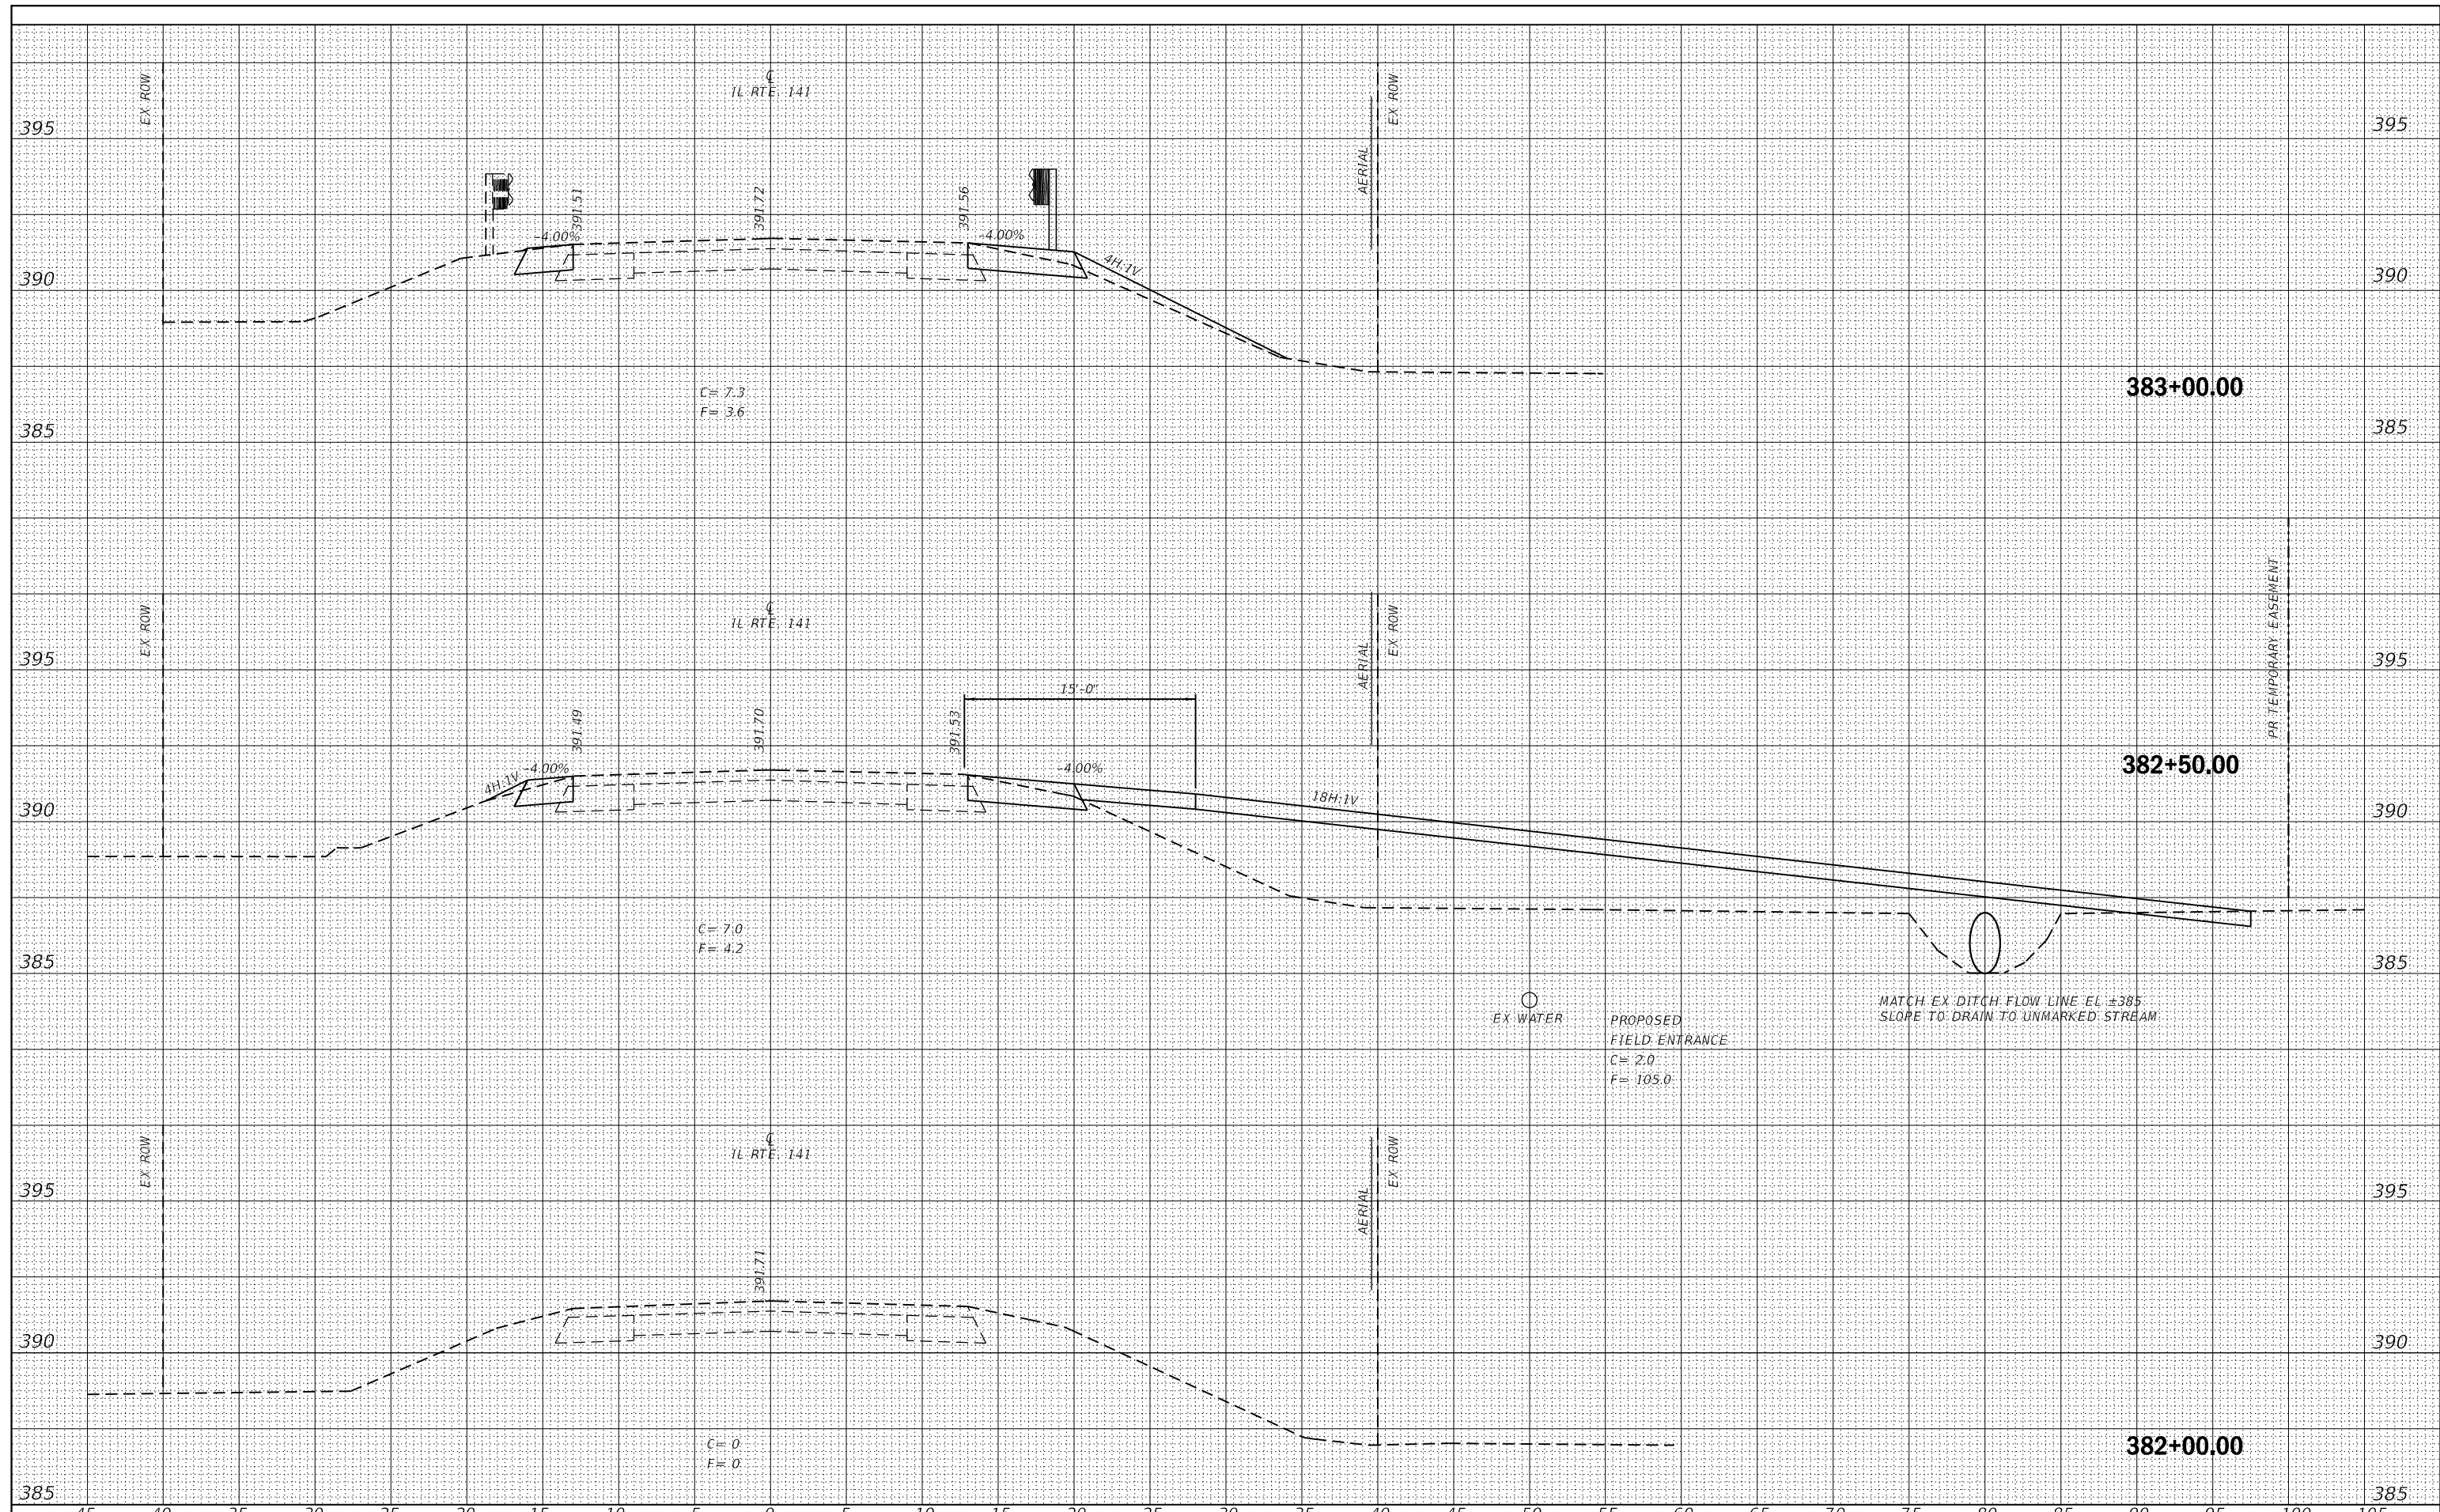 ℄
IL RTE. 141
EX ROW
EX ROW
AERIAL
395
395
391.51
391.72
391.56
-4.00%
-4.00%
4H:1V
390
390
C= 7.3
F= 3.6
383+00.00
385
385
℄
IL RTE. 141
EX ROW
EX ROW
AERIAL
PR TEMPORARY EASEMENT
395
395
15'-0"
391.49
391.70
391.53
382+50.00
4H:1V
-4.00%
-4.00%
18H:1V
390
390
C= 7.0
F= 4.2
385
385
EX WATER
PROPOSED
FIELD ENTRANCE
C= 2.0
F= 105.0
MATCH EX DITCH FLOW LINE EL ±385
SLOPE TO DRAIN TO UNMARKED STREAM
℄
IL RTE. 141
EX ROW
EX ROW
AERIAL
395
395
391.71
390
390
C= 0
F= 0
382+00.00
385
385